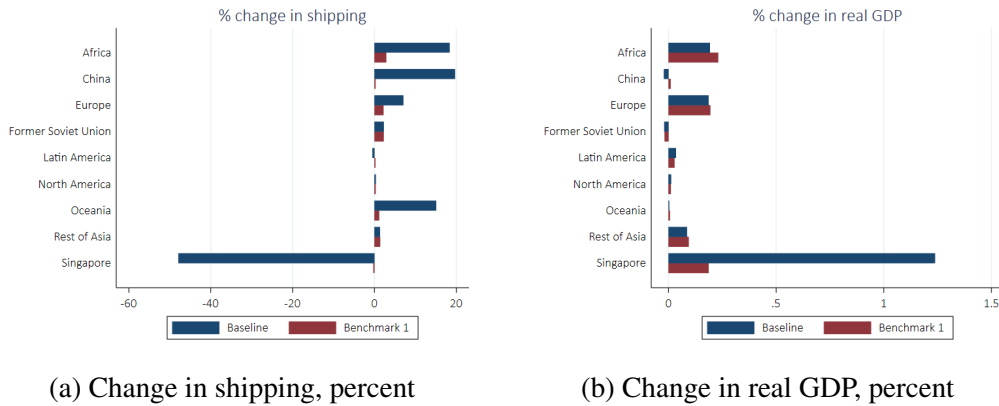 % change in shipping
Africa
China
Europe
Former Soviet Union
Latin America
North America
Oceania
Rest of Asia
Singapore
-60 -40 -20 0 20
Baseline Benchmark 1
(a) Change in shipping, percent
% change in real GDP
Africa
China
Europe
Former Soviet Union
Latin America
North America
Oceania
Rest of Asia
Singapore
0 .5 1 1.5
Baseline Benchmark 1
(b) Change in real GDP, percent